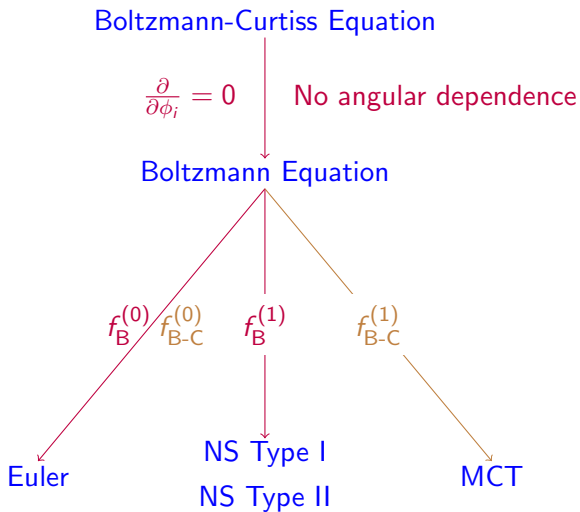 Boltzmann-Curtiss Equation
∂/∂ϕᵢ = 0 No angular dependence
Boltzmann Equation
f_B^(0) f_B-C^(0) f_B^(1) f_B-C^(1)
NS Type I
Euler MCT
NS Type II